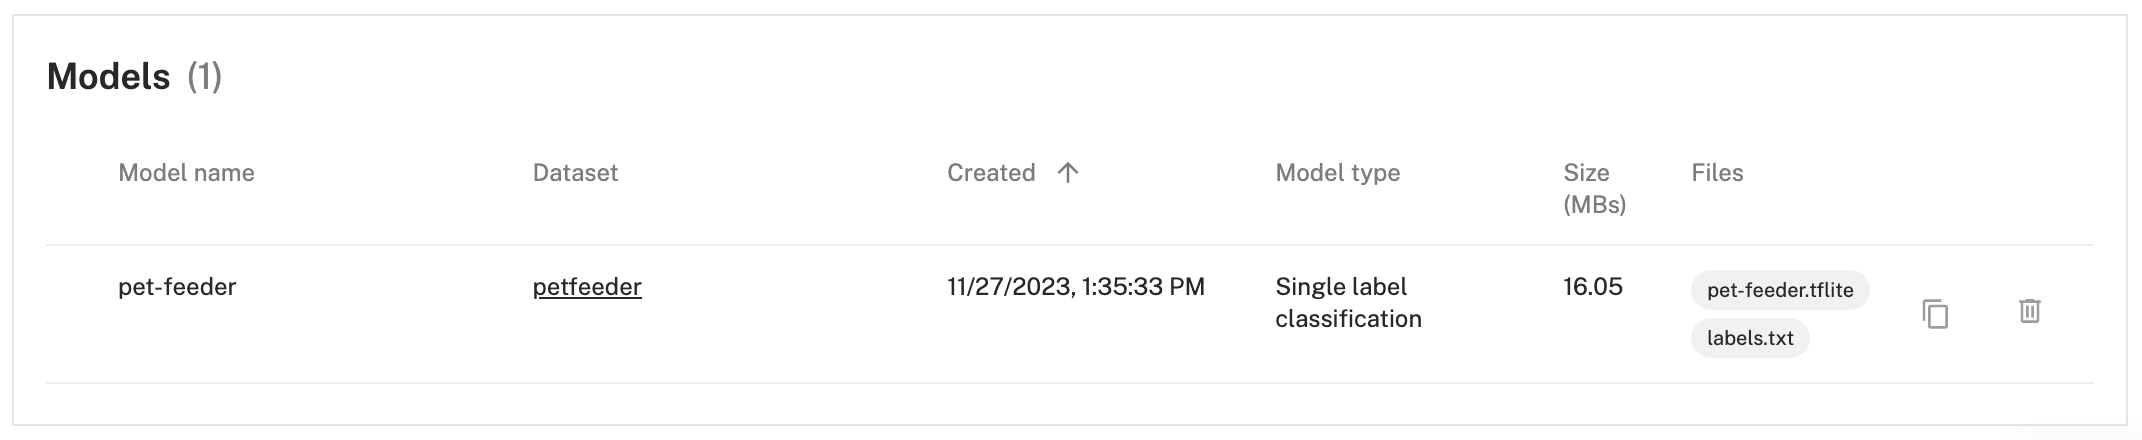 Models (1)
Model name Dataset Created Model type Size (MBs) Files
pet-feeder petfeeder 11/27/2023, 1:35:33 PM Single label classification 16.05 pet-feeder.tflite
labels.txt